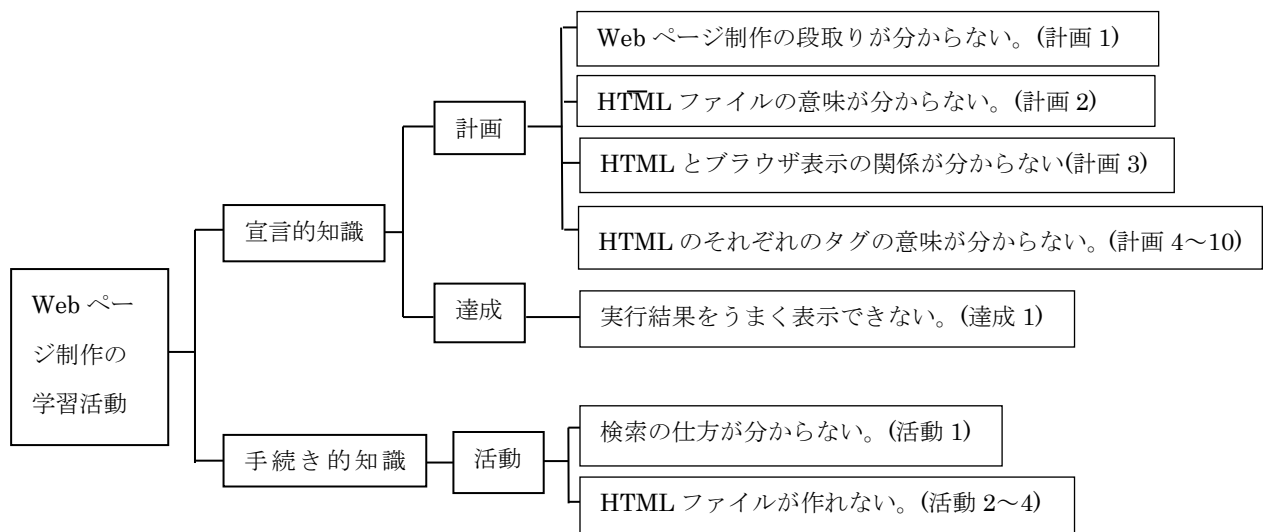 Web ペー
ジ制作の
学習活動
宣言的知識
計画
Web ページ制作の段取りが分からない。(計画 1)
HTML ファイルの意味が分からない。(計画 2)
HTML とブラウザ表示の関係が分からない(計画 3)
HTML のそれぞれのタグの意味が分からない。(計画 4～10)
達成
実行結果をうまく表示できない。(達成 1)
手続き的知識
活動
検索の仕方が分からない。(活動 1)
HTML ファイルが作れない。(活動 2～4)